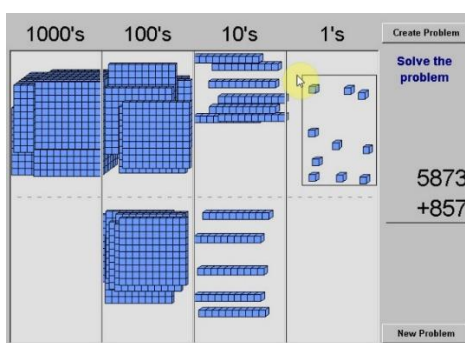 1000's 100's 10's 1's
Create Problem
Solve the
problem
5873
+857
New Problem